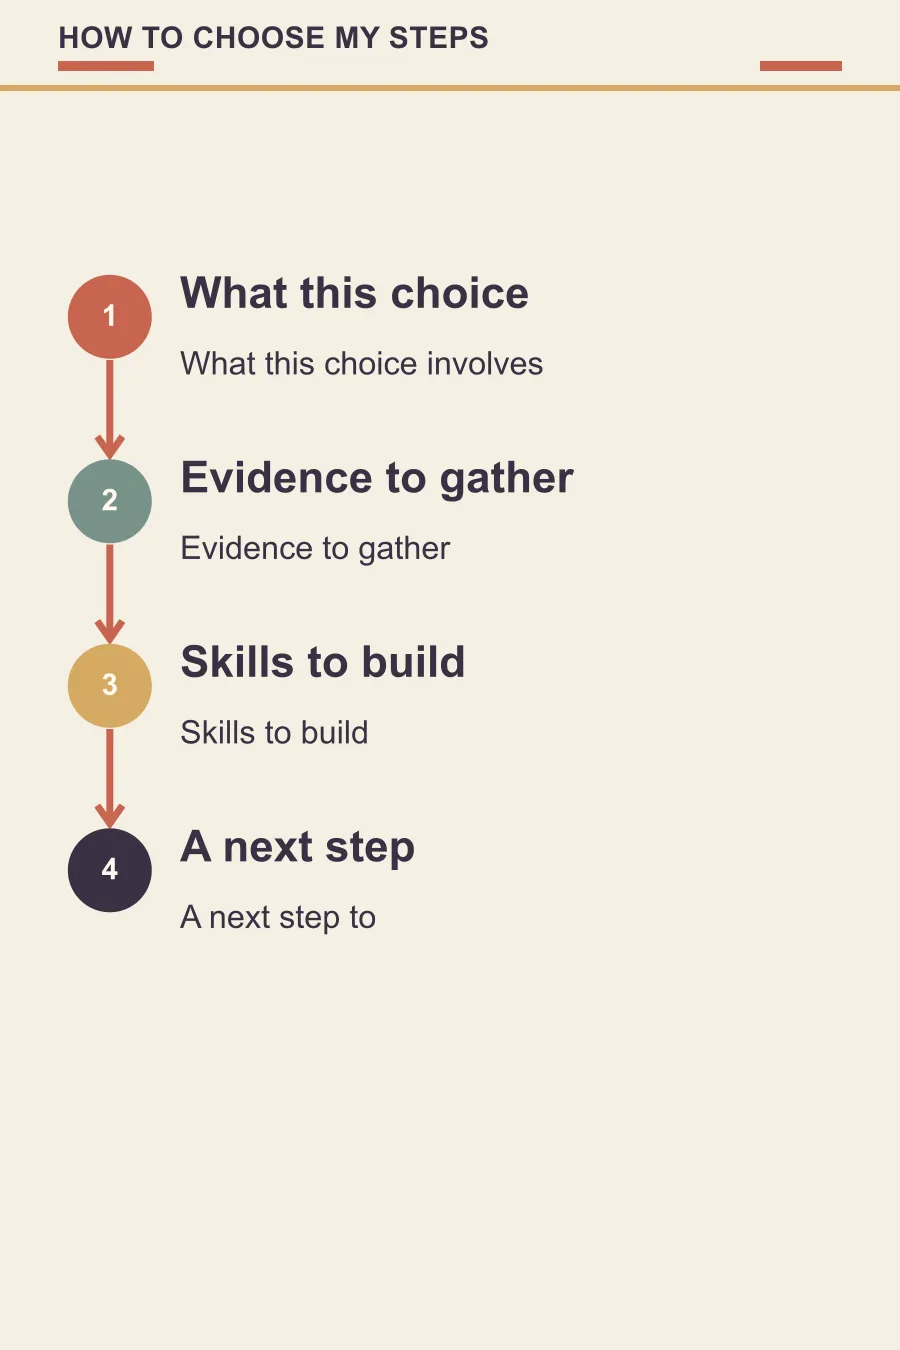 HOW TO CHOOSE MY STEPS
1
What this choice
What this choice involves
2
Evidence to gather
Evidence to gather
3
Skills to build
Skills to build
4
A next step
A next step to